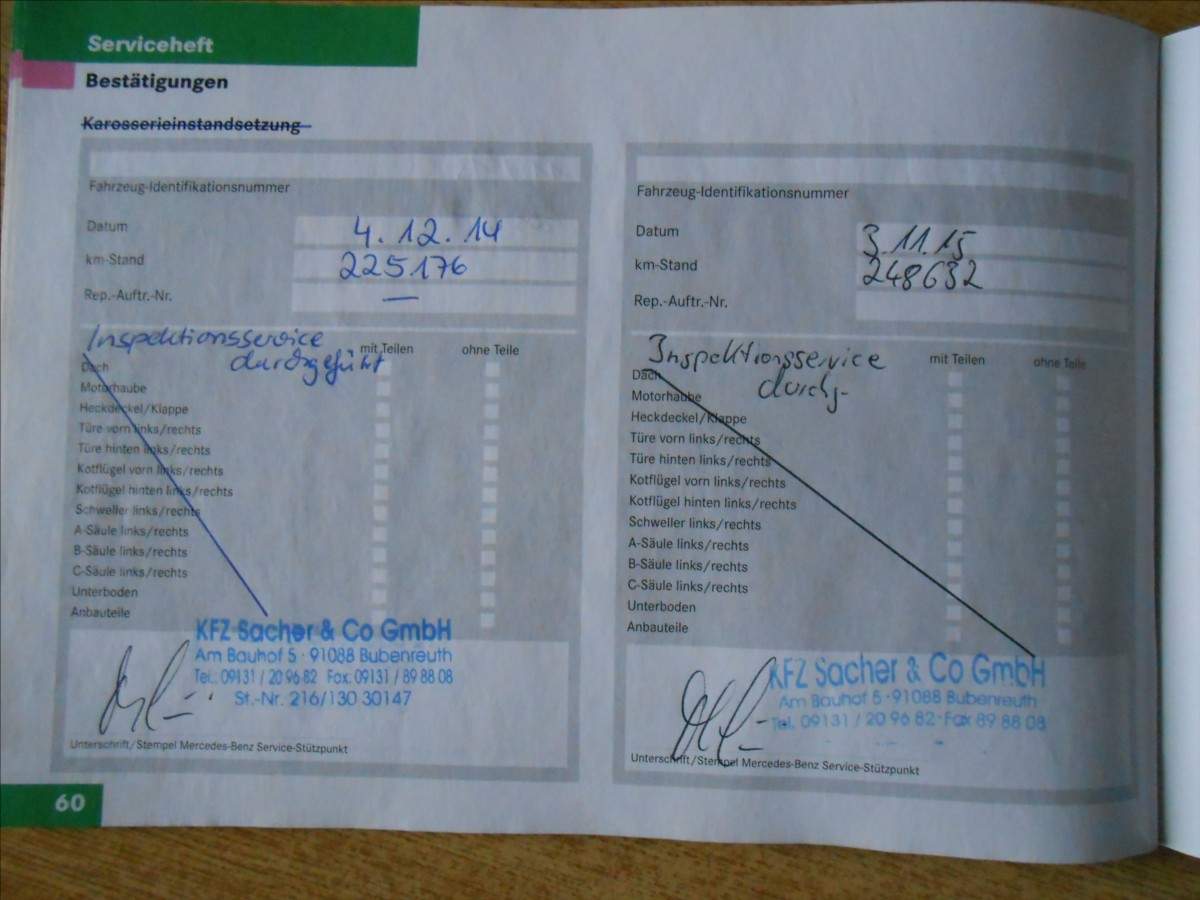 Serviceheft
Bestätigungen
Karosserieinstandsetzung
Fahrzeug-Identifikationsnummer
Datum 4.12.14
km-Stand 225176
Rep.-Auftr.-Nr. —
Inspektionsservice
durchgeführt
mit Teilen ohne Teile
Dach
Motorhaube
Heckdeckel/Klappe
Türe vorn links/rechts
Türe hinten links/rechts
Kotflügel vorn links/rechts
Kotflügel hinten links/rechts
Schweller links/rechts
A-Säule links/rechts
B-Säule links/rechts
C-Säule links/rechts
Unterboden
Anbauteile
KFZ Sacher & Co GmbH
Am Bauhof 5 · 91088 Bubenreuth
Tel.: 09131 / 20 96 82 Fax: 09131 / 89 88 08
St.-Nr. 216/130 30147
Unterschrift/Stempel Mercedes-Benz Service-Stützpunkt
60
Fahrzeug-Identifikationsnummer
Datum 3.11.15
km-Stand 248632
Rep.-Auftr.-Nr.
Inspektionsservice
durchg.
mit Teilen ohne Teile
Dach
Motorhaube
Heckdeckel/Klappe
Türe vorn links/rechts
Türe hinten links/rechts
Kotflügel vorn links/rechts
Kotflügel hinten links/rechts
Schweller links/rechts
A-Säule links/rechts
B-Säule links/rechts
C-Säule links/rechts
Unterboden
Anbauteile
KFZ Sacher & Co GmbH
Am Bauhof 5 · 91088 Bubenreuth
Tel. 09131 / 20 96 82 · Fax 89 88 08
Unterschrift/Stempel Mercedes-Benz Service-Stützpunkt